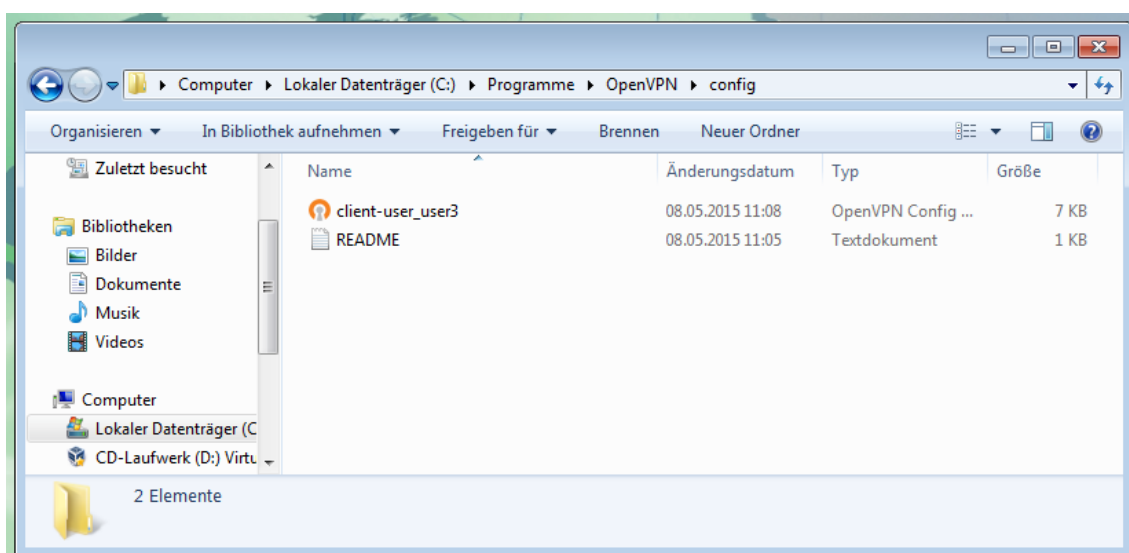 Computer ▸ Lokaler Datenträger (C:) ▸ Programme ▸ OpenVPN ▸ config
Organisieren In Bibliothek aufnehmen Freigeben für Brennen Neuer Ordner
Zuletzt besucht
Bibliotheken
Bilder
Dokumente
Musik
Videos
Computer
Lokaler Datenträger (C
CD-Laufwerk (D:) Virtu
Name Änderungsdatum Typ Größe
client-user_user3 08.05.2015 11:08 OpenVPN Config ... 7 KB
README 08.05.2015 11:05 Textdokument 1 KB
2 Elemente